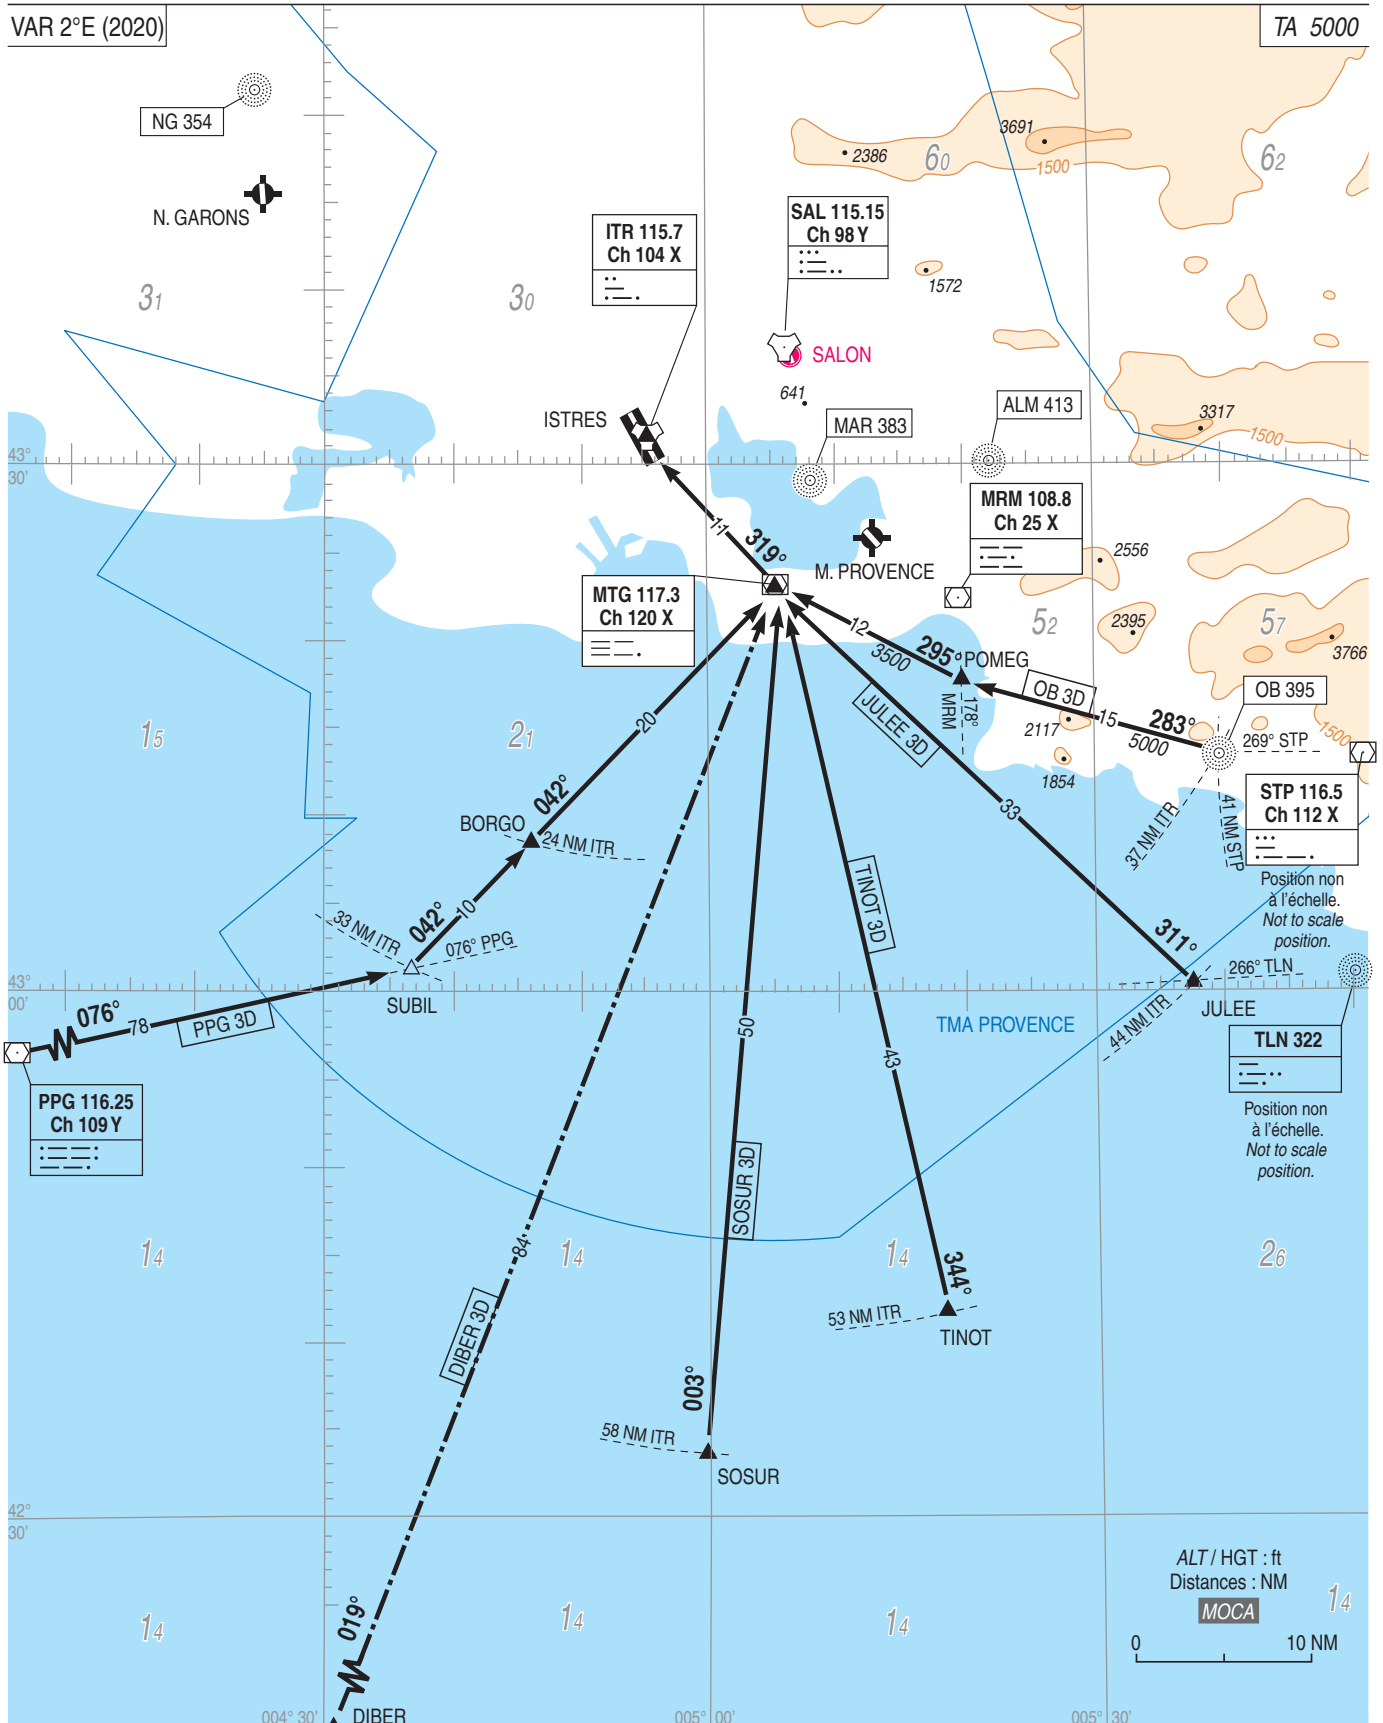 VAR 2°E (2020)
TA 5000
NG 354
N. GARONS
3691
2386
1500
60
62
ITR 115.7
Ch 104 X
SAL 115.15
Ch 98 Y
1572
31
30
SALON
641
ISTRES
MAR 383
ALM 413
3317
1500
43°
30'
MRM 108.8
Ch 25 X
11
319°
M. PROVENCE
2556
MTG 117.3
Ch 120 X
52
2395
57
3766
12
3500
295°
POMEG
OB 3D
OB 395
178°
MRM
JULEE 3D
2117
15
283°
5000
269° STP
1500
1854
15
21
20
STP 116.5
Ch 112 X
37 NM ITR
41 NM STP
33
042°
BORGO
24 NM ITR
Position non
à l'échelle.
Not to scale
position.
TINOT 3D
10
042°
33 NM ITR
076° PPG
311°
266° TLN
43°
00'
SUBIL
JULEE
44 NM ITR
076°
78
PPG 3D
50
TMA PROVENCE
43
TLN 322
PPG 116.25
Ch 109 Y
Position non
à l'échelle.
Not to scale
position.
SOSUR 3D
84
14
14
14
26
DIBER 3D
344°
53 NM ITR
TINOT
003°
58 NM ITR
SOSUR
42°
30'
ALT / HGT : ft
Distances : NM
MOCA
019°
14
14
14
14
0
10 NM
DIBER
004° 30'
005° 00'
005° 30'